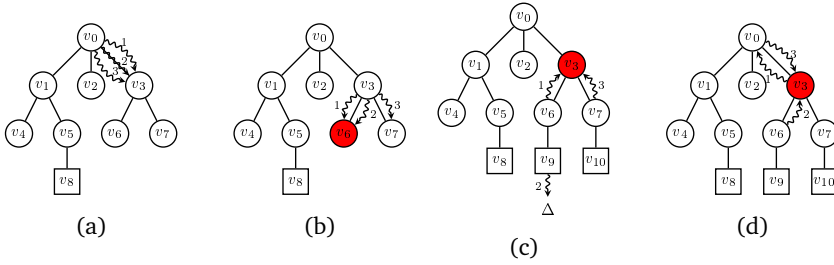 v0 1 2 3
v1 v2 v3
v4 v5 v6 v7
v8
(a)
v0
v1 v2 v3
1 2 3
v4 v5 v6 v7
v8
(b)
v0
v1 v2 v3
1 3
v4 v5 v6 v7
v8 v9 v10
2
Δ
(c)
v0 3
1
v1 v2 v3
2
v4 v5 v6 v7
v8 v9 v10
(d)